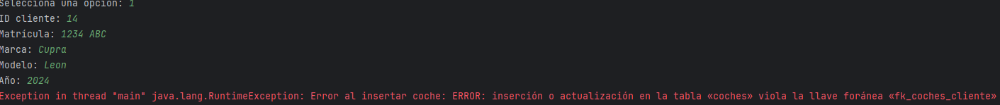 Selecciona una opción: 1
ID cliente: 14
Matrícula: 1234 ABC
Marca: Cupra
Modelo: Leon
Año: 2024
Exception in thread "main" java.lang.RuntimeException: Error al insertar coche: ERROR: inserción o actualización en la tabla «coches» viola la llave foránea «fk_coches_cliente»